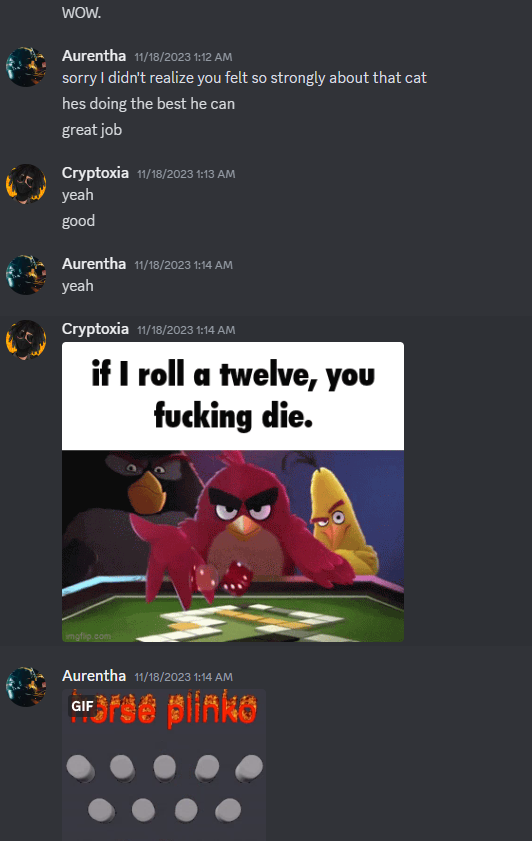 WOW.
Aurentha 11/18/2023 1:12 AM
sorry I didn't realize you felt so strongly about that cat
hes doing the best he can
great job
Cryptoxia 11/18/2023 1:13 AM
yeah
good
Aurentha 11/18/2023 1:14 AM
yeah
Cryptoxia 11/18/2023 1:14 AM
if I roll a twelve, you
fucking die.
imgflip.com
Aurentha 11/18/2023 1:14 AM
GIF
horse plinko